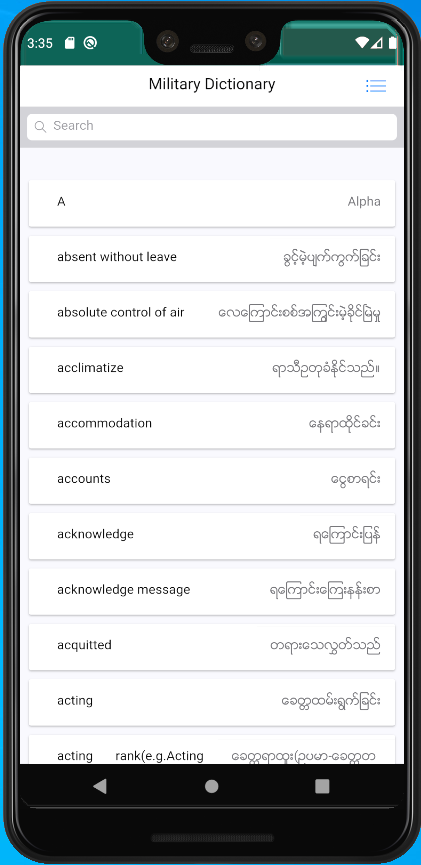 3:35
Military Dictionary
Search
A Alpha
absent without leave ခွင့်မဲ့ပျက်ကွက်ခြင်း
absolute control of air လေကြောင်းစစ်အကြွင်းမဲ့ခိုင်မြဲမှု
acclimatize ရာသီဥတုခံနိုင်သည်။
accommodation နေရာထိုင်ခင်း
accounts ငွေစာရင်း
acknowledge ရကြောင်းပြန်
acknowledge message ရကြောင်းကြေးနန်းစာ
acquitted တရားသေလွှတ်သည်
acting ခေတ္တထမ်းရွက်ခြင်း
acting rank(e.g.Acting ခေတ္တရာထူး(ဥပမာ-ခေတ္တတ